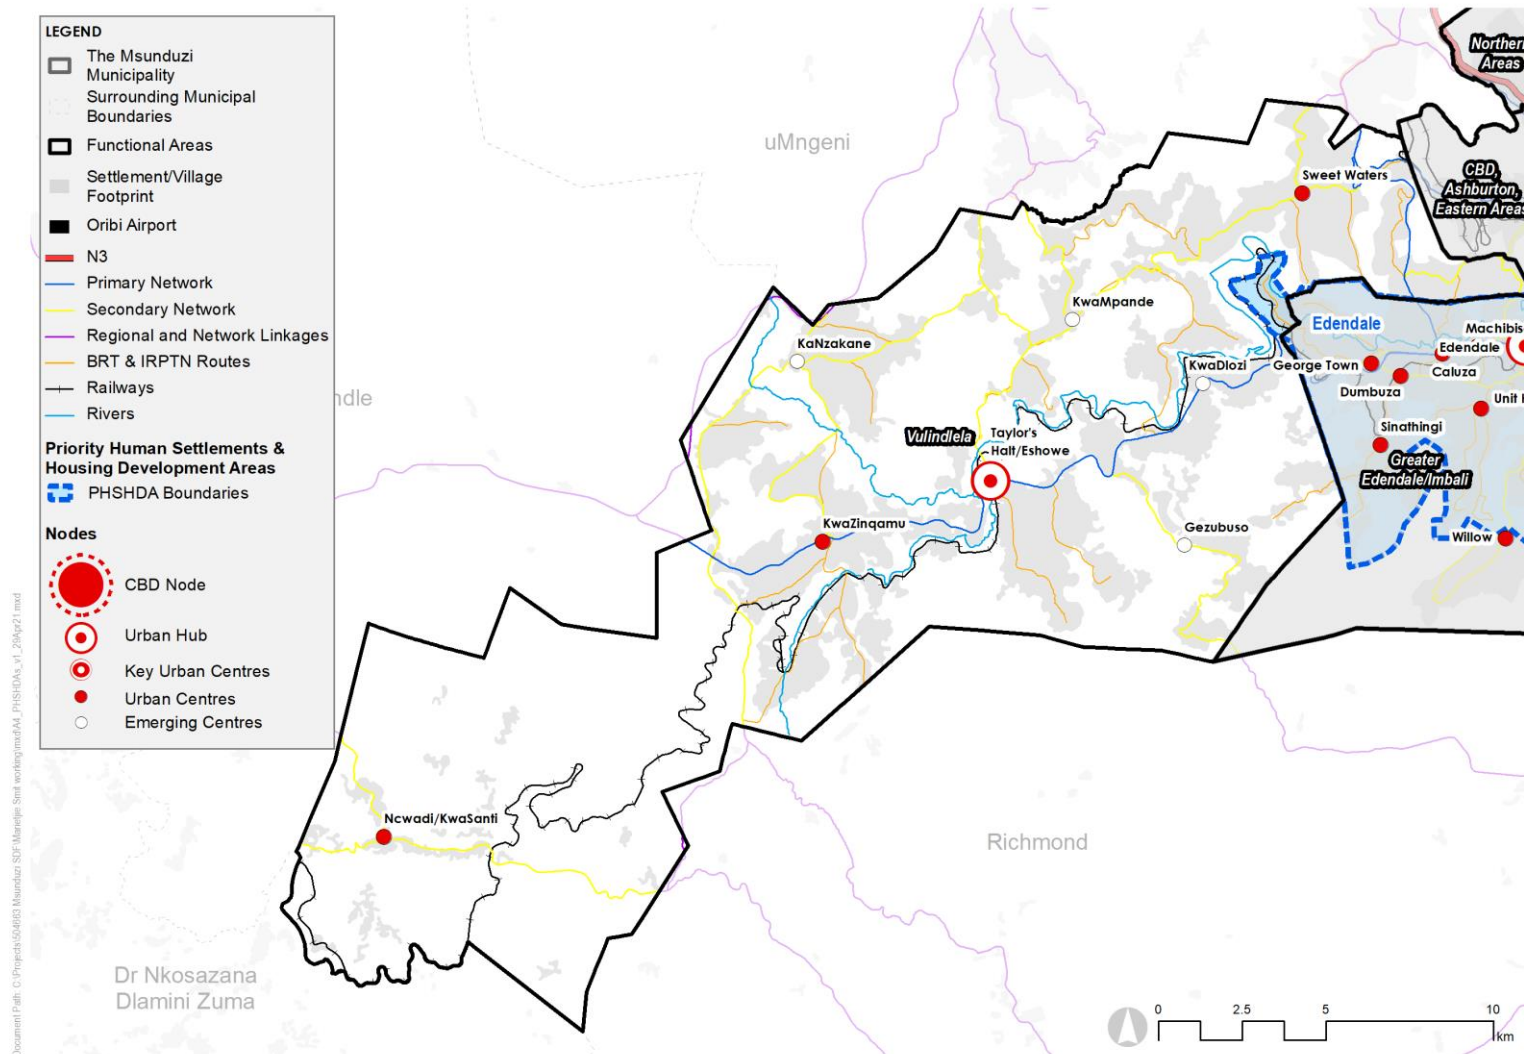 LEGEND
The Msunduzi
Municipality
Surrounding Municipal
Boundaries
Functional Areas
Settlement/Village
Footprint
Oribi Airport
N3
Primary Network
Secondary Network
Regional and Network Linkages
BRT & IRPTN Routes
Railways
Rivers
Priority Human Settlements &
Housing Development Areas
PHSHDA Boundaries
Nodes
CBD Node
Urban Hub
Key Urban Centres
Urban Centres
Emerging Centres
Northern
Areas
uMngeni
CBD,
Ashburton,
Eastern Areas
Sweet Waters
KwaMpande
Edendale
Machibis
Edendale
KaNzakane
KwaDlozi
George Town
Caluza
Dumbuza
ndle
Unit
Vulindlela
Taylor's
Halt/Eshowe
Sinathingi
Greater
Edendale/Imbali
KwaZinqamu
Gezubuso
Willow
Ncwadi/KwaSanti
Richmond
Dr Nkosazana
Dlamini Zuma
0 2.5 5 10
km